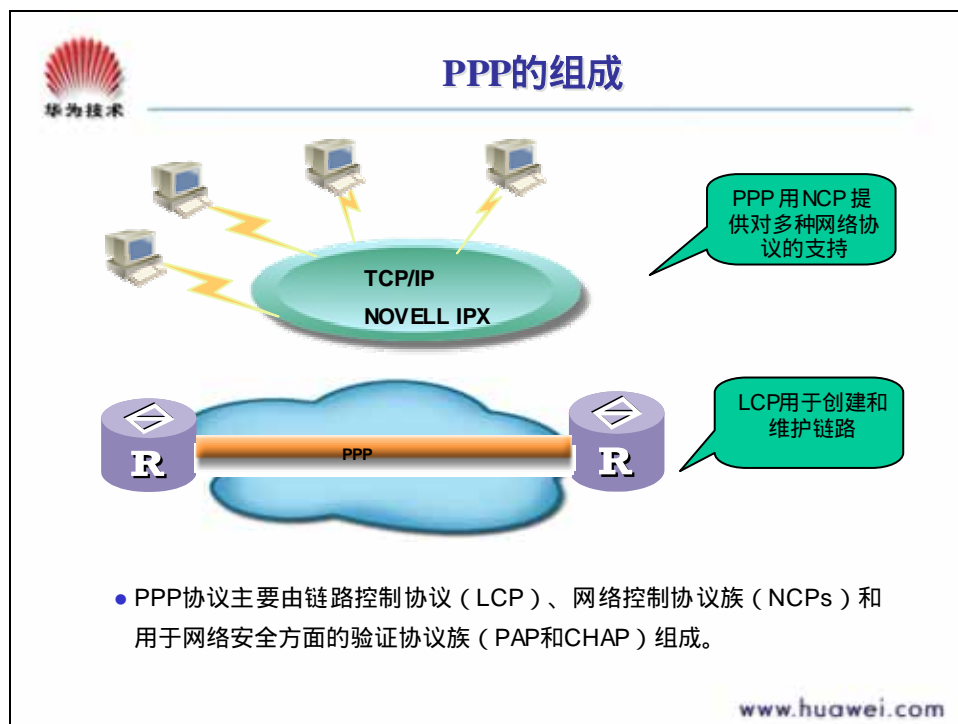 华为技术
PPP的组成
PPP 用NCP 提
供对多种网络协
议的支持
TCP/IP
NOVELL IPX
LCP用于创建和
维护链路
R
PPP
R
● PPP协议主要由链路控制协议（LCP）、网络控制协议族（NCPs）和
用于网络安全方面的验证协议族（PAP和CHAP）组成。
www.huawei.com